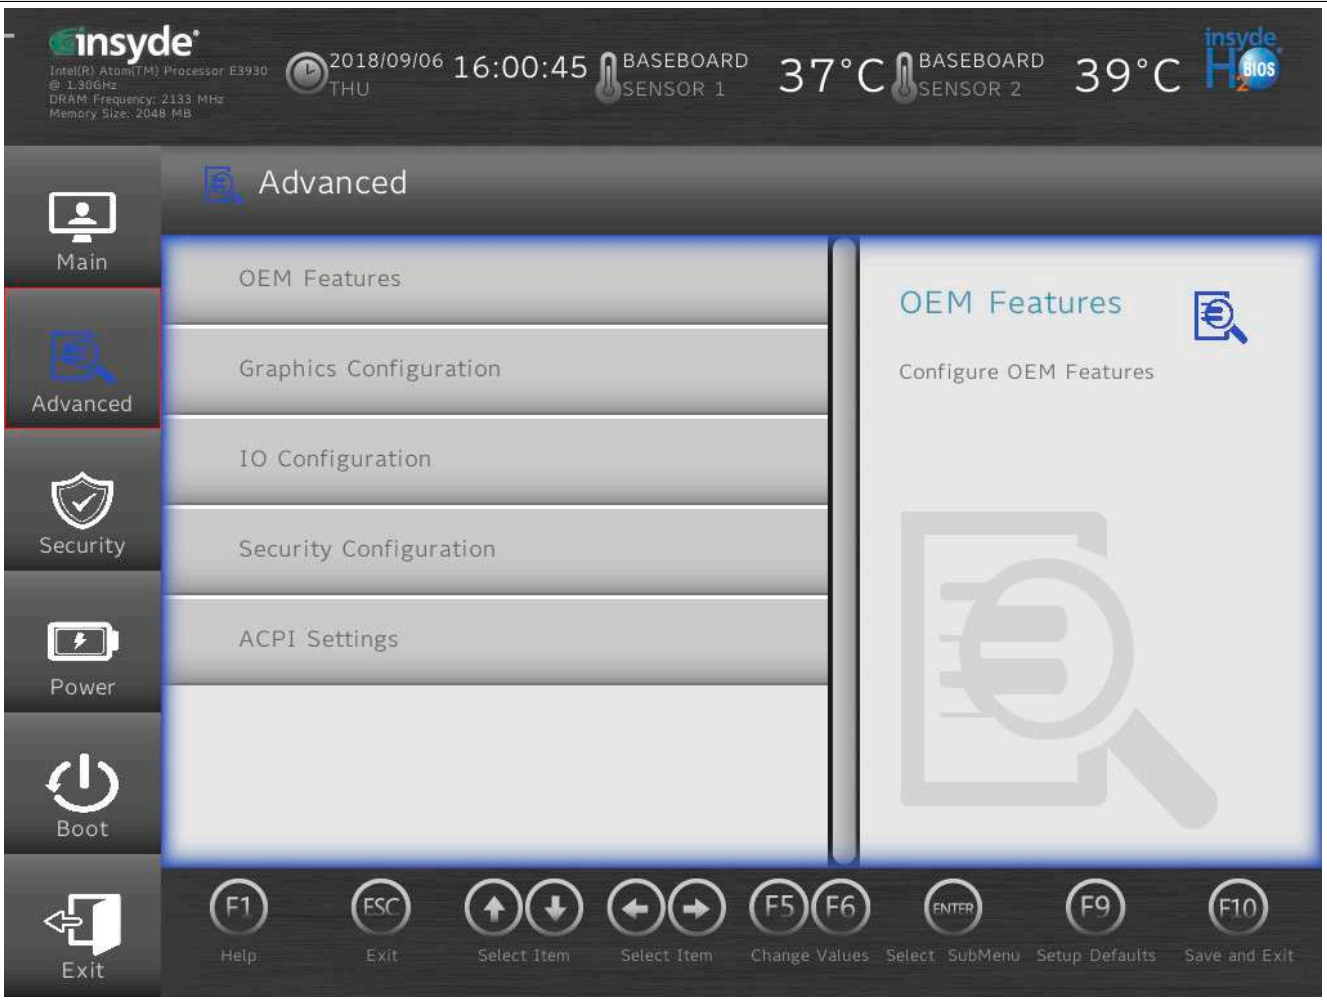 insyde
Intel(R) Atom(TM) Processor E3930
@ 1.30GHz
DRAM Frequency: 2133 MHz
Memory Size: 2048 MB
2018/09/06
THU
16:00:45
BASEBOARD
SENSOR 1
37°C
BASEBOARD
SENSOR 2
39°C
insyde
H2O
BIOS
Main
Advanced
Security
Power
Boot
Exit
Advanced
OEM Features
Graphics Configuration
IO Configuration
Security Configuration
ACPI Settings
OEM Features
Configure OEM Features
F1
Help
ESC
Exit
Select Item
Select Item
F5 F6
Change Values
ENTER
Select SubMenu
F9
Setup Defaults
F10
Save and Exit